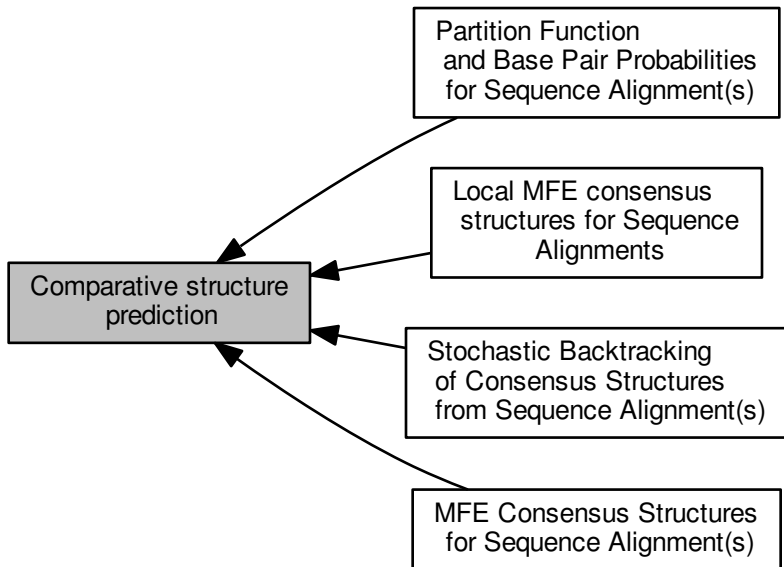 Partition Function
and Base Pair Probabilities
for Sequence Alignment(s)
Local MFE consensus
structures for Sequence
Alignments
Comparative structure
prediction
Stochastic Backtracking
of Consensus Structures
from Sequence Alignment(s)
MFE Consensus Structures
for Sequence Alignment(s)